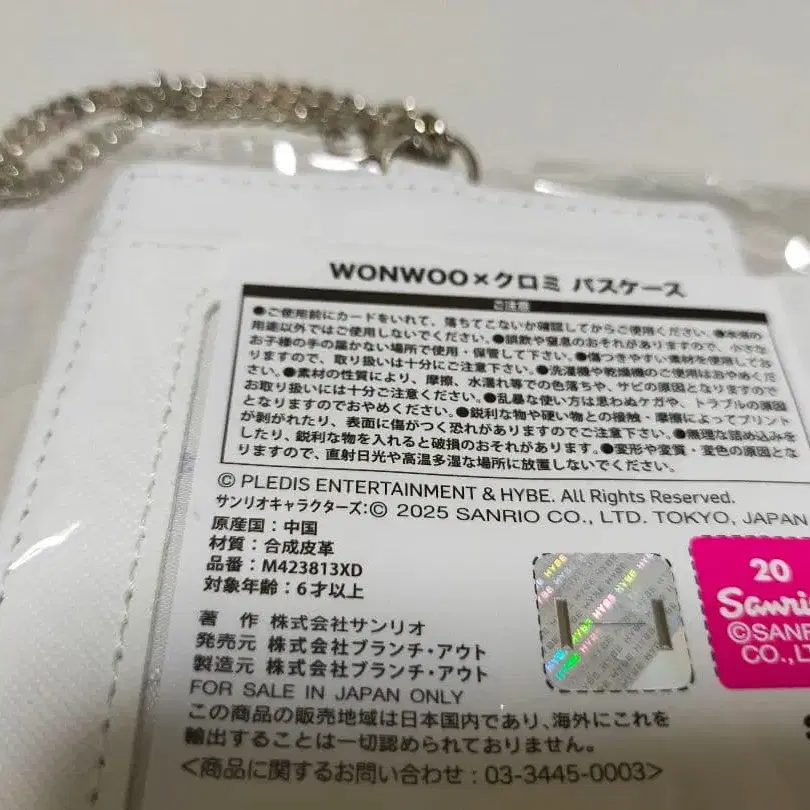 WONWOO×クロミ パスケース
ご注意
●ご使用前にカードをいれて、落ちてこないか確認してからご使用ください。●本来の
用途以外ではご使用しないでください。●誤飲や窒息のおそれがありますので、小さな
お子様の手の届かない場所で使用・保管して下さい。●傷つきやすい素材を使用してお
りますので、取り扱いは十分にご注意下さい。●洗濯機や乾燥機のご使用はおやめくだ
さい。●素材の性質により、摩擦、水濡れ等での色落ちや、サビの原因となりますので
お取り扱いには十分ご注意ください。●乱暴な使い方は思わぬケガや、トラブルの原因
となりますのでおやめください。●鋭利な物や硬い物との接触・摩擦によってプリント
が剥がれたり、表面に傷がつく恐れがありますのでご注意下さい。●無理な詰め込みを
したり、鋭利な物を入れると破損のおそれがあります。●変形や変質・変色の原因とな
りますので、直射日光や高温多湿な場所に放置しないでください。
© PLEDIS ENTERTAINMENT & HYBE. All Rights Reserved.
サンリオキャラクターズ:© 2025 SANRIO CO., LTD. TOKYO, JAPAN
原産国：中国
材質：合成皮革
品番：M423813XD
対象年齢：6才以上
著 作 株式会社サンリオ
発売元 株式会社ブランチ・アウト
製造元 株式会社ブランチ・アウト
FOR SALE IN JAPAN ONLY
この商品の販売地域は日本国内であり、海外にこれを
輸出することは一切認められておりません。
<商品に関するお問い合わせ：03-3445-0003>
HYBE HYBE HYBE
20
Sanri
©SAN
CO., LT